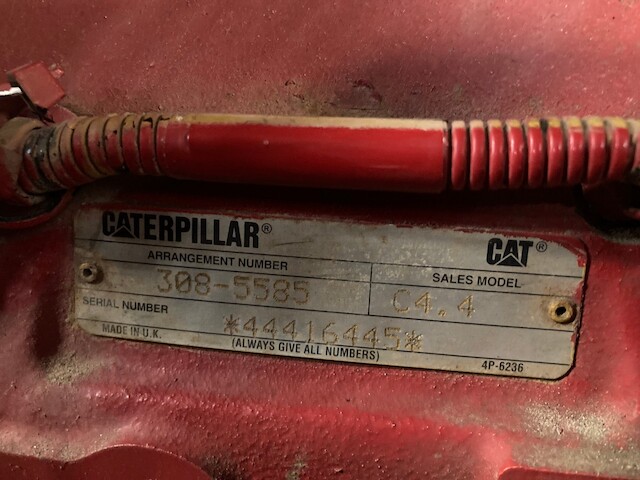 CATERPILLAR® CAT®
ARRANGEMENT NUMBER
308-5585
SALES MODEL
C4.4
SERIAL NUMBER
*44416445*
MADE IN U.K.
(ALWAYS GIVE ALL NUMBERS)
4P-6236